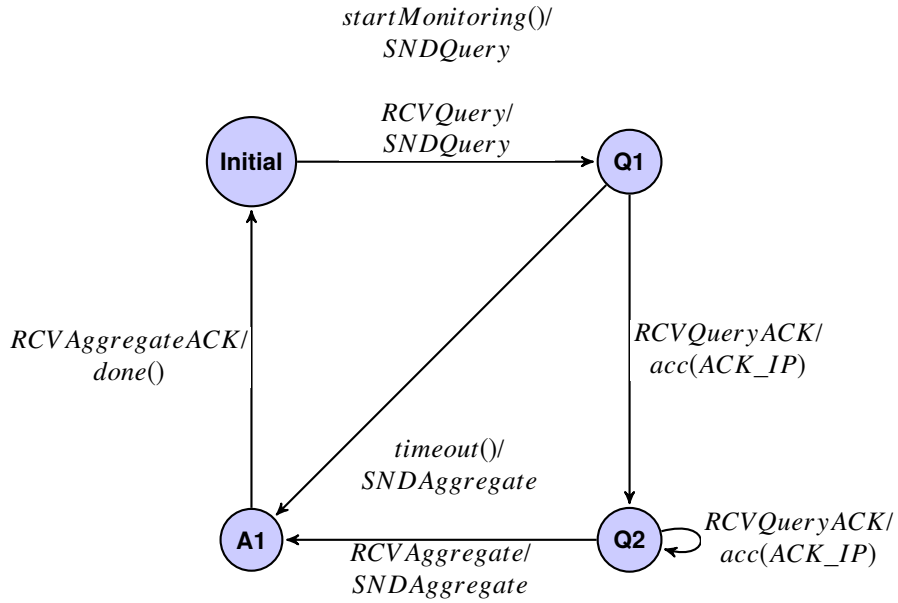 startMonitoring()/
SNDQuery
RCVQuery/
SNDQuery
Initial
Q1
RCVAggregateACK/
done()
RCVQueryACK/
acc(ACK_IP)
timeout()/
SNDAggregate
A1
Q2
RCVQueryACK/
acc(ACK_IP)
RCVAggregate/
SNDAggregate